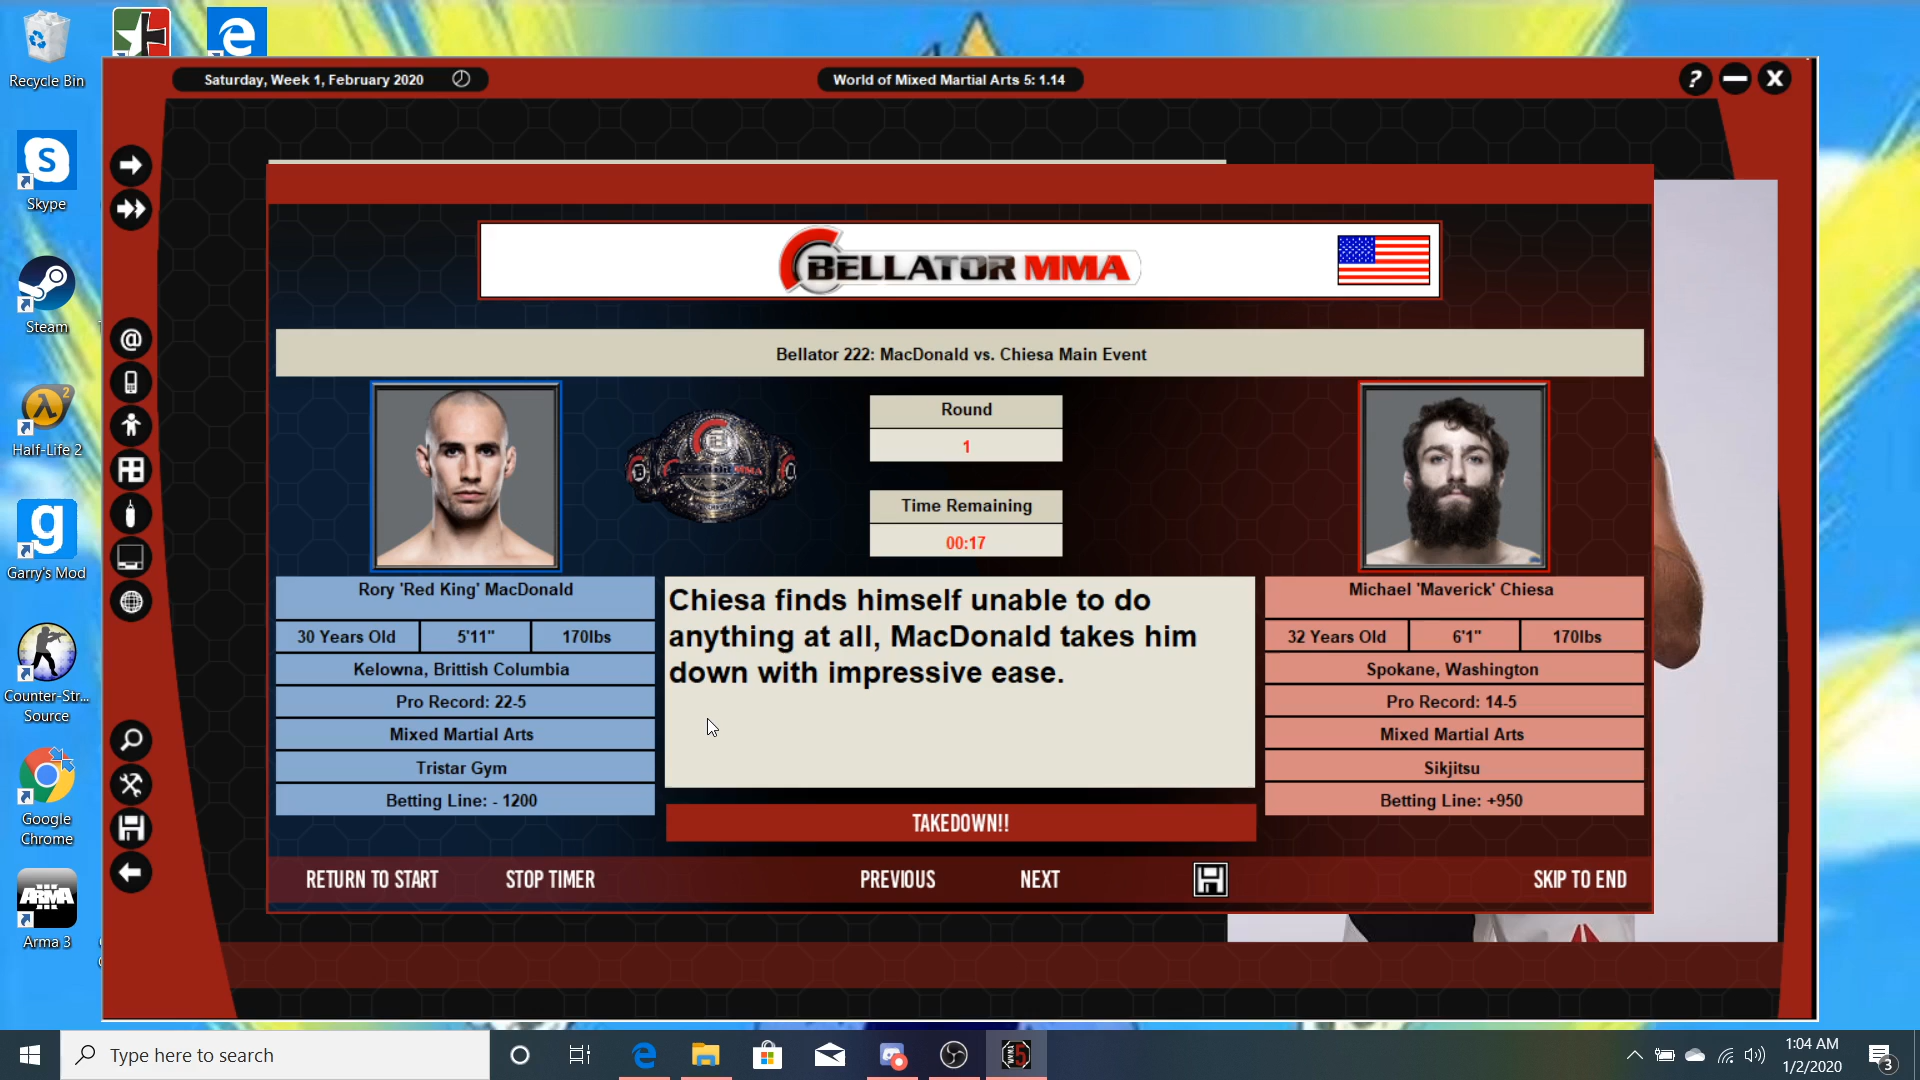 Recycle Bin
Saturday, Week 1, February 2020
World of Mixed Martial Arts 5: 1.14
?
X
Skype
Steam
Half-Life 2
Garry's Mod
Counter-Str...
Source
Google
Chrome
ARMA
Arma 3
BELLATOR MMA
Bellator 222: MacDonald vs. Chiesa Main Event
BELLATOR MMA
Round
1
Time Remaining
00:17
Rory 'Red King' MacDonald
30 Years Old
5'11"
170lbs
Kelowna, Brittish Columbia
Pro Record: 22-5
Mixed Martial Arts
Tristar Gym
Betting Line: - 1200
Chiesa finds himself unable to do
anything at all, MacDonald takes him
down with impressive ease.
TAKEDOWN!!
Michael 'Maverick' Chiesa
32 Years Old
6'1"
170lbs
Spokane, Washington
Pro Record: 14-5
Mixed Martial Arts
Sikjitsu
Betting Line: +950
RETURN TO START
STOP TIMER
PREVIOUS
NEXT
SKIP TO END
Type here to search
1:04 AM
1/2/2020
3